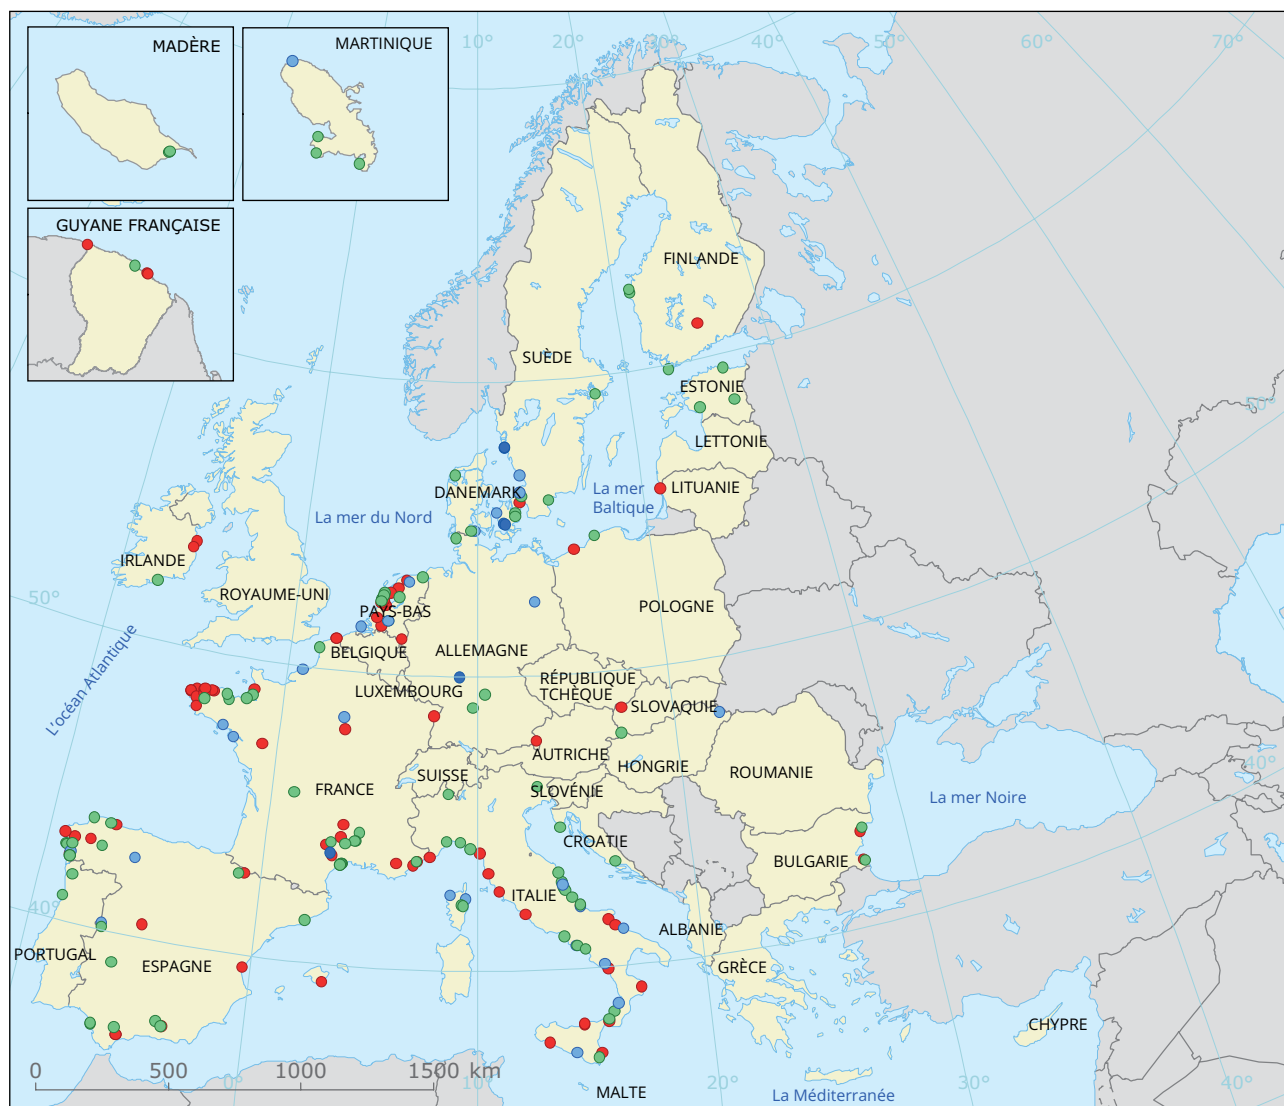 MADÈRE
MARTINIQUE
10°
20°
30°
40°
50°
60°
70°
GUYANE FRANÇAISE
FINLANDE
SUÈDE
ESTONIE
60°
LETTONIE
DANEMARK
La mer
Baltique
LITUANIE
La mer du Nord
IRLANDE
ROYAUME-UNI
50°
PAYS-BAS
POLOGNE
BELGIQUE
ALLEMAGNE
L'océan Atlantique
LUXEMBOURG
RÉPUBLIQUE
TCHÈQUE
SLOVAQUIE
AUTRICHE
HONGRIE
ROUMANIE
40°
SUISSE
FRANCE
SLOVÉNIE
La mer Noire
CROATIE
BULGARIE
ITALIE
40°
ALBANIE
PORTUGAL
ESPAGNE
GRÈCE
CHYPRE
0
500
1000
1500 km
0°
10°
20°
30°
40°
MALTE
La Méditerranée